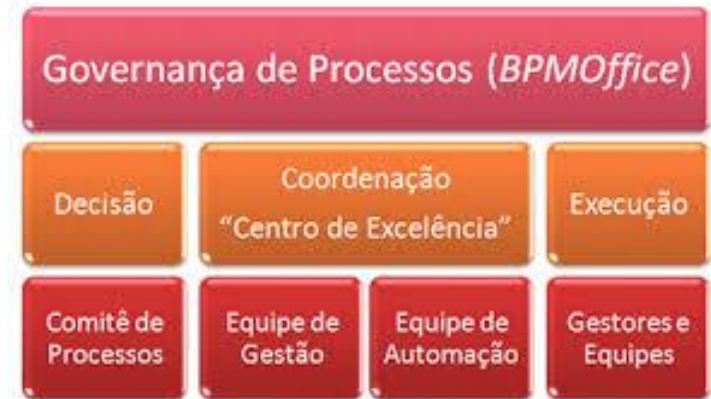 Governança de Processos (BPMOffice)
Decisão
Coordenação
“Centro de Excelência”
Execução
Comitê de
Processos
Equipe de
Gestão
Equipe de
Automação
Gestores e
Equipes